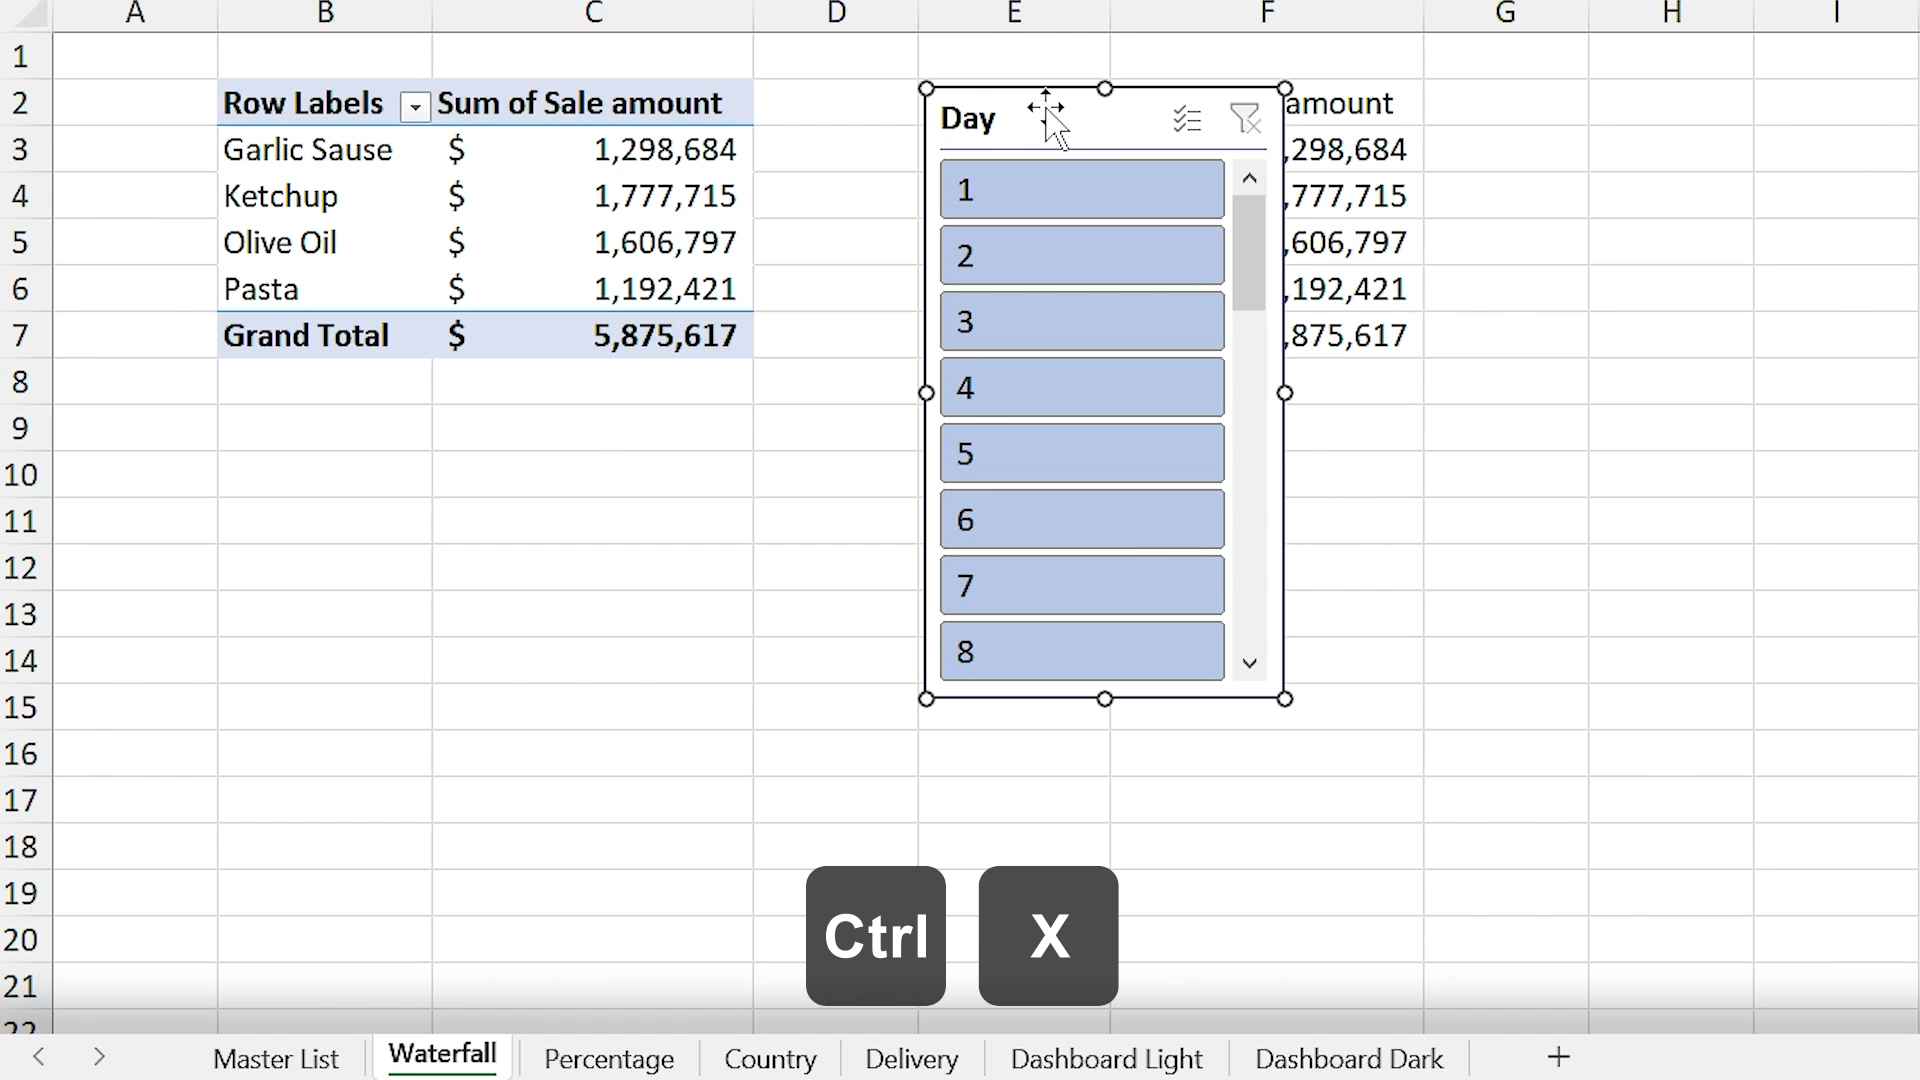 A B C D E F G H I
1
2 Row Labels Sum of Sale amount Day amount
3 Garlic Sause $ 1,298,684 ,298,684
4 Ketchup $ 1,777,715 ,777,715
5 Olive Oil $ 1,606,797 ,606,797
6 Pasta $ 1,192,421 ,192,421
7 Grand Total $ 5,875,617 ,875,617
8
9
10
11
12
13
14
15
16
17
18
19
20
21
22
1
2
3
4
5
6
7
8
Ctrl X
Master List Waterfall Percentage Country Delivery Dashboard Light Dashboard Dark